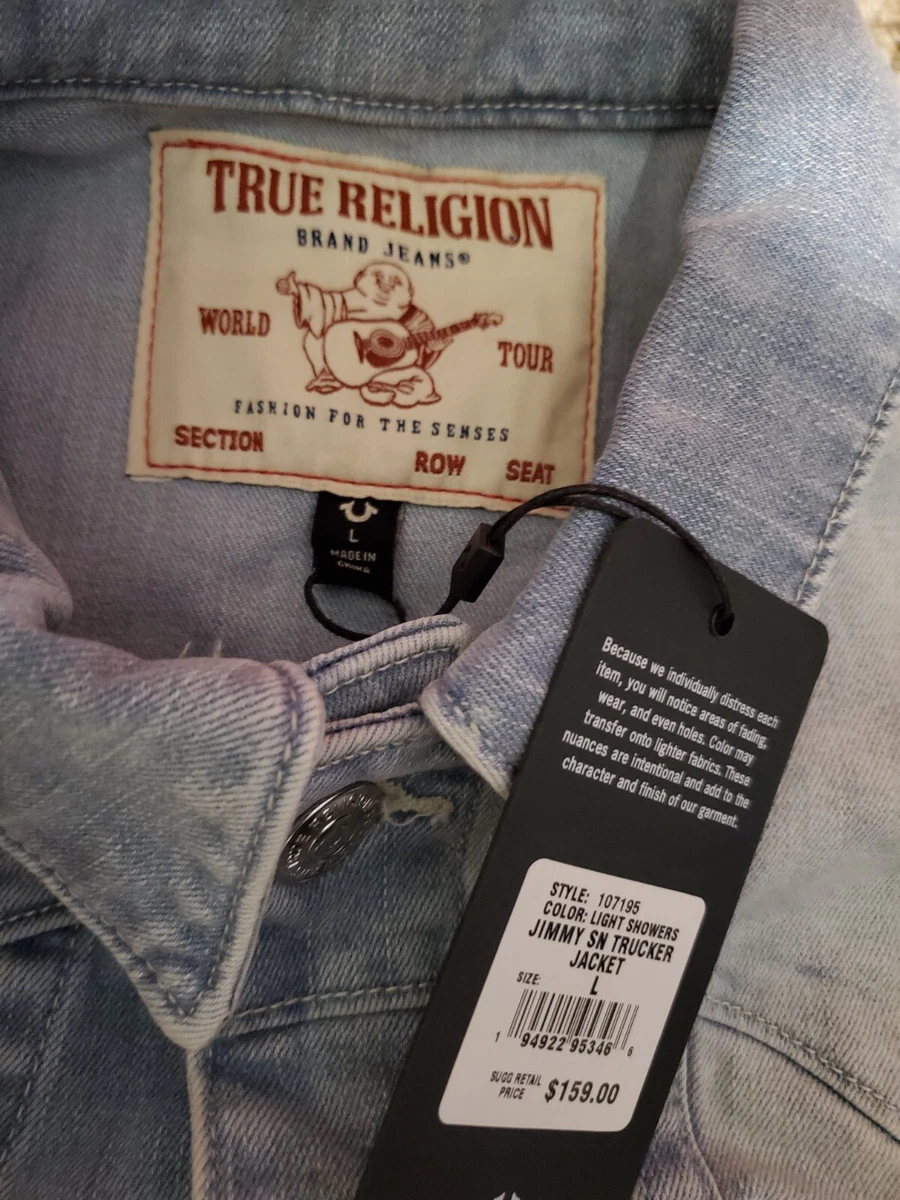 TRUE RELIGION
BRAND JEANS®
WORLD TOUR
FASHION FOR THE SENSES
SECTION ROW SEAT
L
MADE IN
CHINA
Because we individually distress each
item, you will notice areas of fading,
wear, and even holes. Color may
transfer onto lighter fabrics. These
nuances are intentional and add to the
character and finish of our garment.
STYLE: 107195
COLOR: LIGHT SHOWERS
JIMMY SN TRUCKER
JACKET
SIZE: L
1 94922 95346 6
SUGG RETAIL
PRICE $159.00